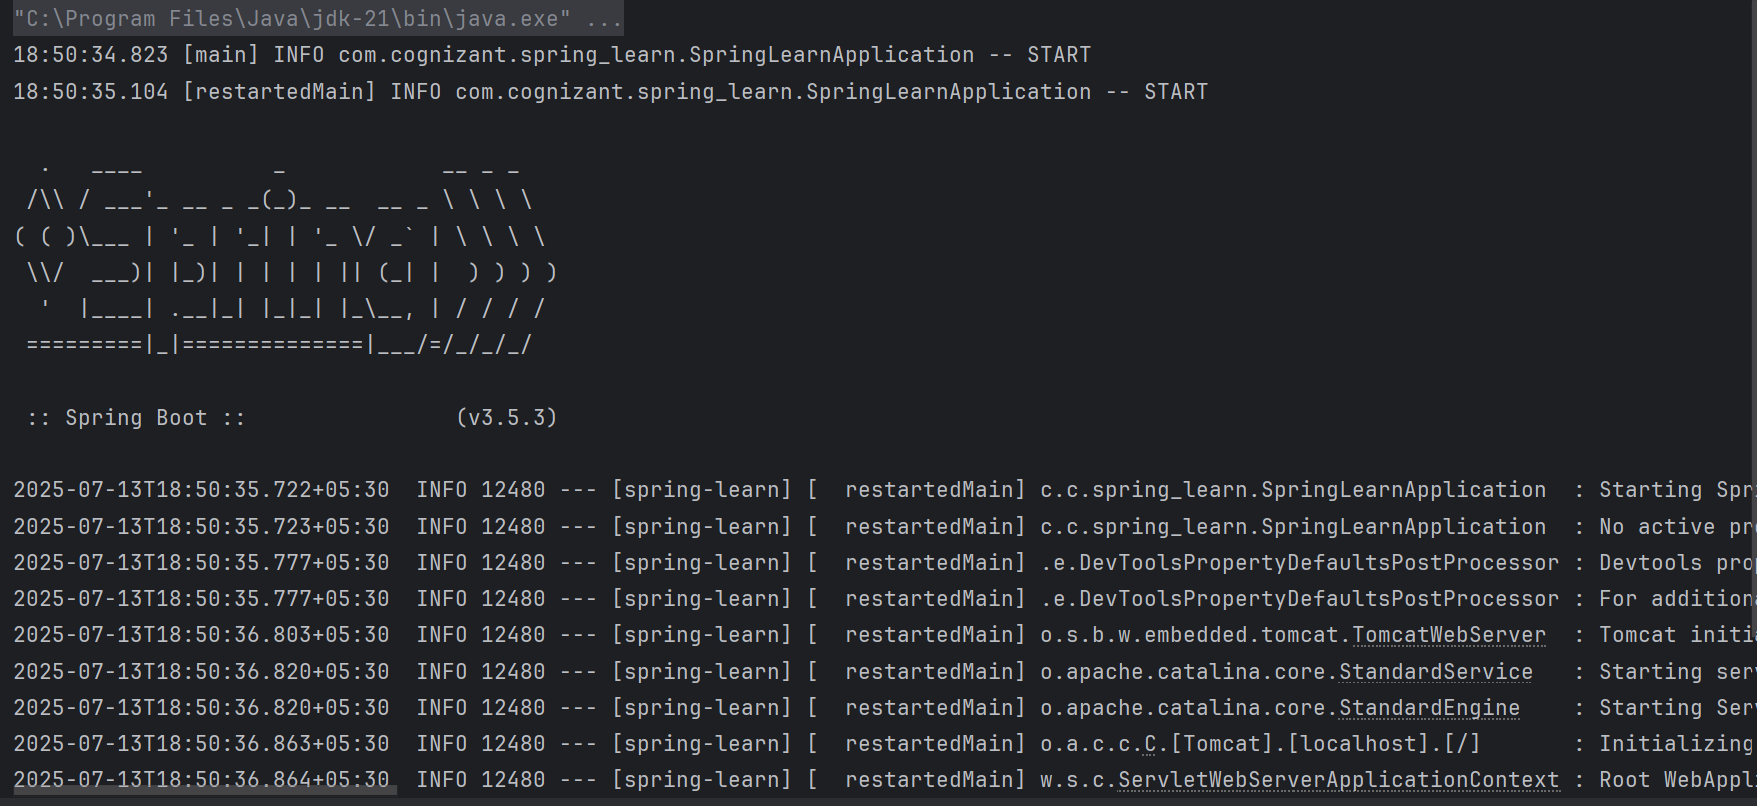 "C:\Program Files\Java\jdk-21\bin\java.exe" ...
18:50:34.823 [main] INFO com.cognizant.spring_learn.SpringLearnApplication -- START
18:50:35.104 [restartedMain] INFO com.cognizant.spring_learn.SpringLearnApplication -- START
  .   ____          _            __ _ _
 /\\ / ___'_ __ _ _(_)_ __  __ _ \ \ \ \
( ( )\___ | '_ | '_| | '_ \/ _` | \ \ \ \
 \\/  ___)| |_)| | | | | || (_| |  ) ) ) )
  '  |____| .__|_| |_|_| |_\__, | / / / /
 =========|_|==============|___/=/_/_/_/
 :: Spring Boot ::                (v3.5.3)
2025-07-13T18:50:35.722+05:30  INFO 12480 --- [spring-learn] [  restartedMain] c.c.spring_learn.SpringLearnApplication  : Starting
2025-07-13T18:50:35.723+05:30  INFO 12480 --- [spring-learn] [  restartedMain] c.c.spring_learn.SpringLearnApplication  : No active
2025-07-13T18:50:35.777+05:30  INFO 12480 --- [spring-learn] [  restartedMain] .e.DevToolsPropertyDefaultsPostProcessor : Devtools
2025-07-13T18:50:35.777+05:30  INFO 12480 --- [spring-learn] [  restartedMain] .e.DevToolsPropertyDefaultsPostProcessor : For
2025-07-13T18:50:36.803+05:30  INFO 12480 --- [spring-learn] [  restartedMain] o.s.b.w.embedded.tomcat.TomcatWebServer  : Tomcat
2025-07-13T18:50:36.820+05:30  INFO 12480 --- [spring-learn] [  restartedMain] o.apache.catalina.core.StandardService   : Starting
2025-07-13T18:50:36.820+05:30  INFO 12480 --- [spring-learn] [  restartedMain] o.apache.catalina.core.StandardEngine    : Starting
2025-07-13T18:50:36.863+05:30  INFO 12480 --- [spring-learn] [  restartedMain] o.a.c.c.C.[Tomcat].[localhost].[/]       : Initializing
2025-07-13T18:50:36.864+05:30  INFO 12480 --- [spring-learn] [  restartedMain] w.s.c.ServletWebServerApplicationContext : Root